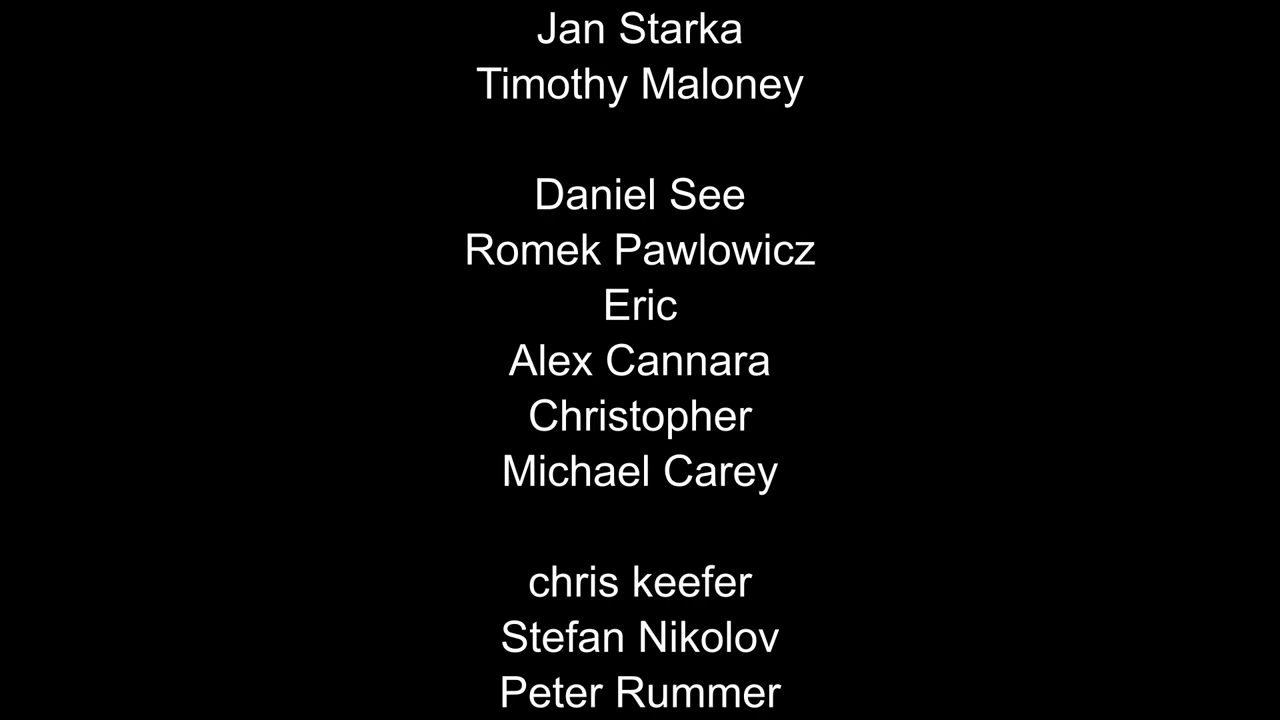 Jan Starka
Timothy Maloney
Daniel See
Romek Pawlowicz
Eric
Alex Cannara
Christopher
Michael Carey
chris keefer
Stefan Nikolov
Peter Rummer